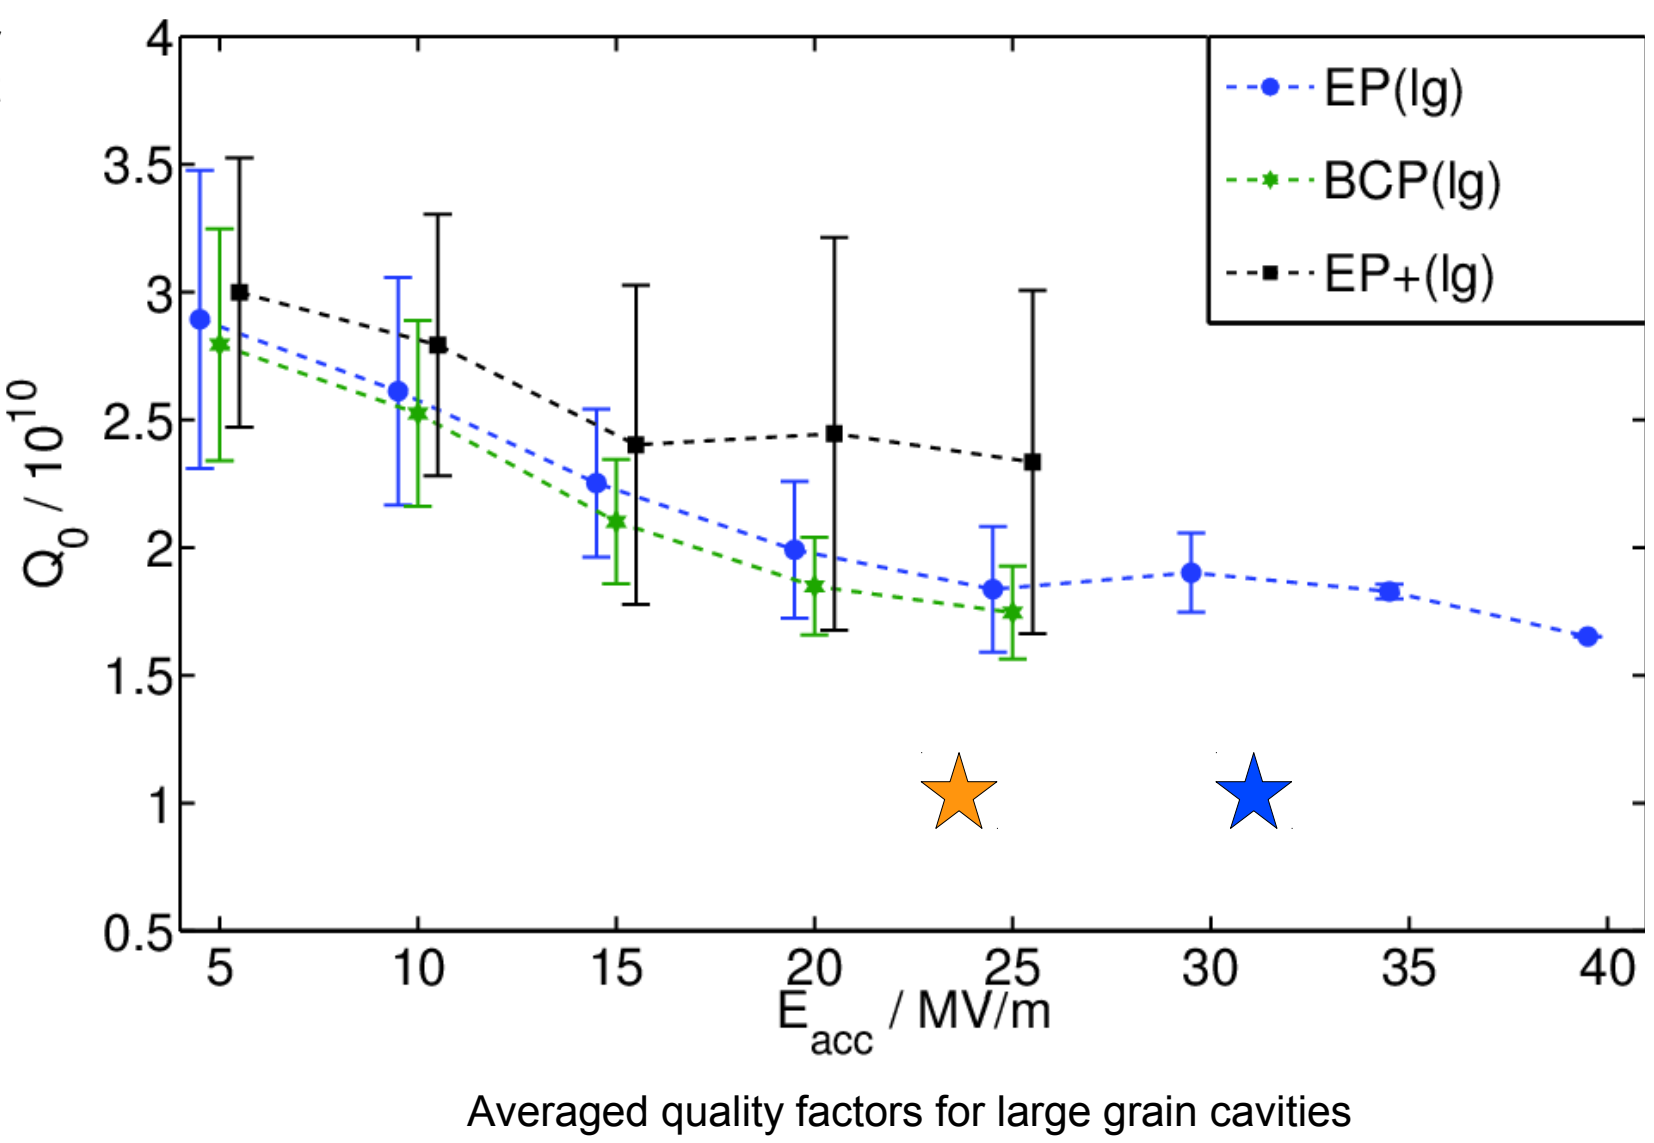 4
3.5
3
2.5
2
1.5
1
0.5
Q0 / 10^10
EP(lg)
BCP(lg)
EP+(lg)
5 10 15 20 25 30 35 40
Eacc / MV/m
Averaged quality factors for large grain cavities